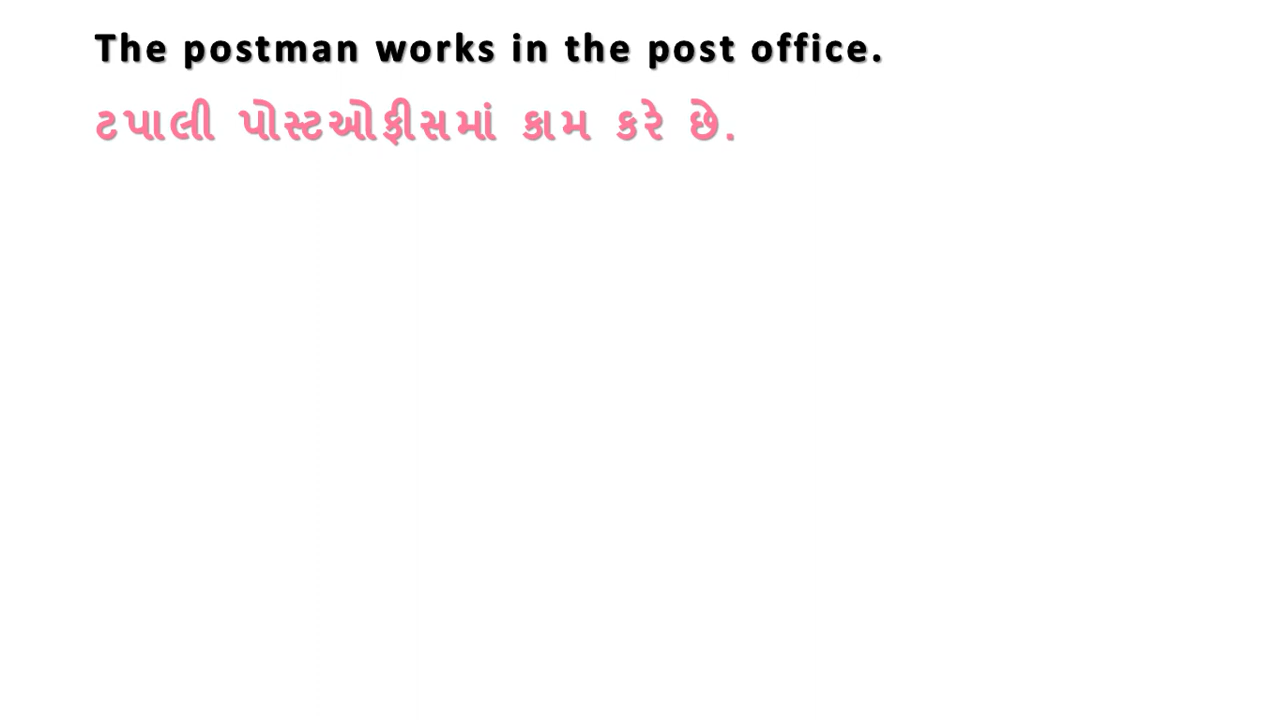 The postman works in the post office.
ટપાલી પોસ્ટઓફીસમાં કામ કરે છે.